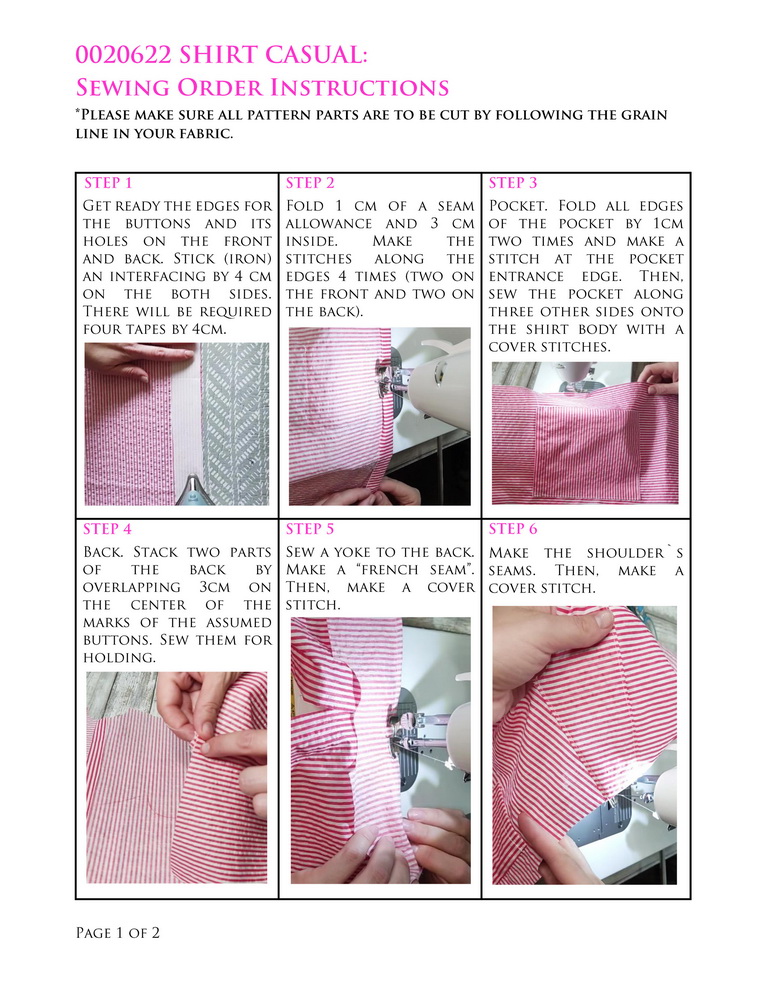 0020622 SHIRT CASUAL:
SEWING ORDER INSTRUCTIONS
*PLEASE MAKE SURE ALL PATTERN PARTS ARE TO BE CUT BY FOLLOWING THE GRAIN
LINE IN YOUR FABRIC.
STEP 1
GET READY THE EDGES FOR
THE BUTTONS AND ITS
HOLES ON THE FRONT
AND BACK. STICK (IRON)
AN INTERFACING BY 4 CM
ON THE BOTH SIDES.
THERE WILL BE REQUIRED
FOUR TAPES BY 4CM.
STEP 2
FOLD 1 CM OF A SEAM
ALLOWANCE AND 3 CM
INSIDE. MAKE THE
STITCHES ALONG THE
EDGES 4 TIMES (TWO ON
THE FRONT AND TWO ON
THE BACK).
STEP 3
POCKET. FOLD ALL EDGES
OF THE POCKET BY 1CM
TWO TIMES AND MAKE A
STITCH AT THE POCKET
ENTRANCE EDGE. THEN,
SEW THE POCKET ALONG
THREE OTHER SIDES ONTO
THE SHIRT BODY WITH A
COVER STITCHES.
STEP 4
BACK. STACK TWO PARTS
OF THE BACK BY
OVERLAPPING 3CM ON
THE CENTER OF THE
MARKS OF THE ASSUMED
BUTTONS. SEW THEM FOR
HOLDING.
STEP 5
SEW A YOKE TO THE BACK.
MAKE A “FRENCH SEAM”.
THEN, MAKE A COVER
STITCH.
STEP 6
MAKE THE SHOULDER`S
SEAMS. THEN, MAKE A
COVER STITCH.
PAGE 1 OF 2